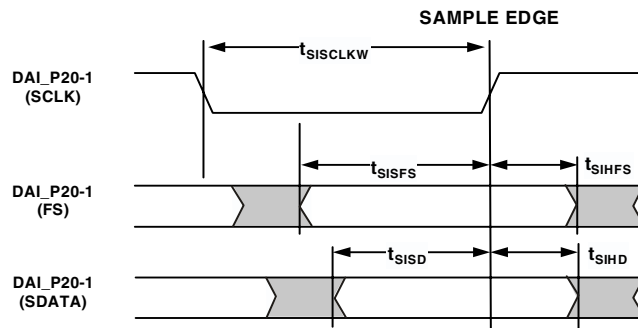 SAMPLE EDGE
tSISCLKW
DAI_P20-1
(SCLK)
tSISFS
tSIHFS
DAI_P20-1
(FS)
tSISD
tSIHD
DAI_P20-1
(SDATA)